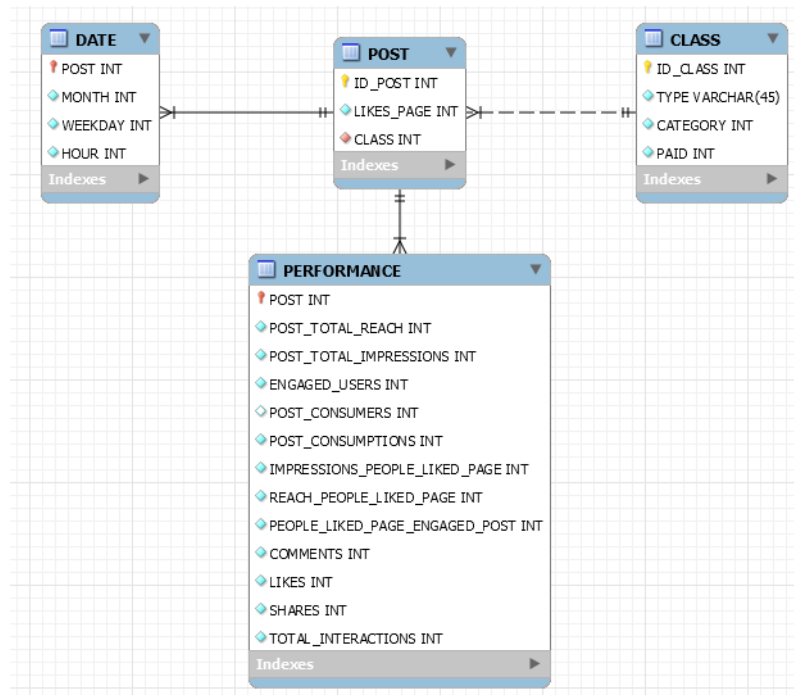 DATE
POST INT
MONTH INT
WEEKDAY INT
HOUR INT
Indexes
POST
ID_POST INT
LIKES_PAGE INT
CLASS INT
Indexes
CLASS
ID_CLASS INT
TYPE VARCHAR(45)
CATEGORY INT
PAID INT
Indexes
PERFORMANCE
POST INT
POST_TOTAL_REACH INT
POST_TOTAL_IMPRESSIONS INT
ENGAGED_USERS INT
POST_CONSUMERS INT
POST_CONSUMPTIONS INT
IMPRESSIONS_PEOPLE_LIKED_PAGE INT
REACH_PEOPLE_LIKED_PAGE INT
PEOPLE_LIKED_PAGE_ENGAGED_POST INT
COMMENTS INT
LIKES INT
SHARES INT
TOTAL_INTERACTIONS INT
Indexes